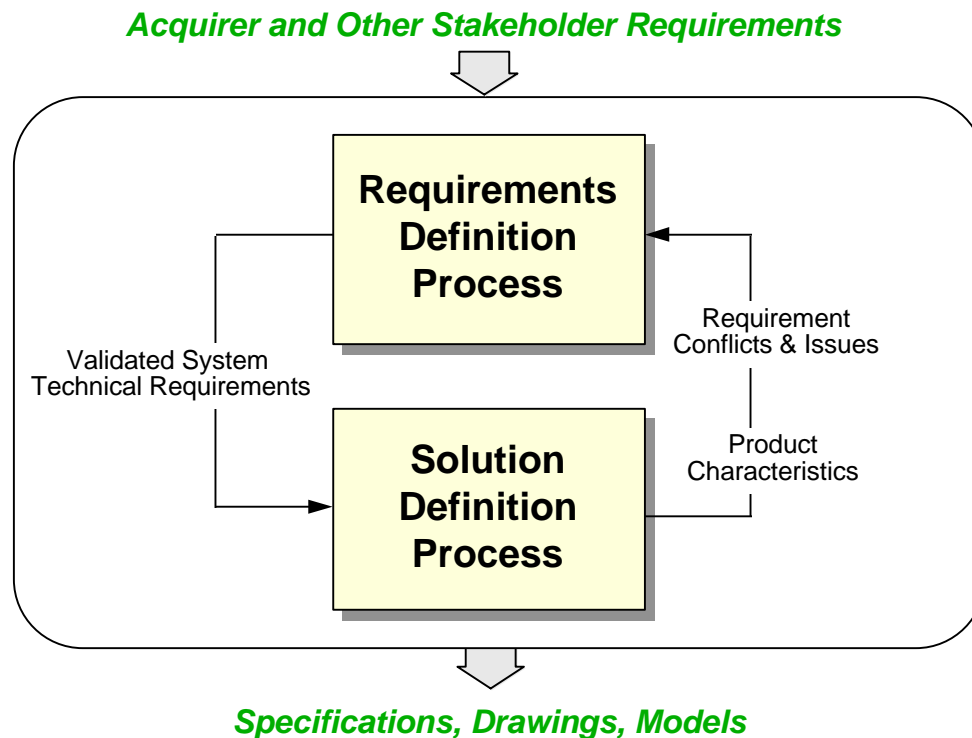 Acquirer and Other Stakeholder Requirements
Requirements
Definition
Process
Requirement
Conflicts & Issues
Validated System
Technical Requirements
Solution
Definition
Process
Product
Characteristics
Specifications, Drawings, Models